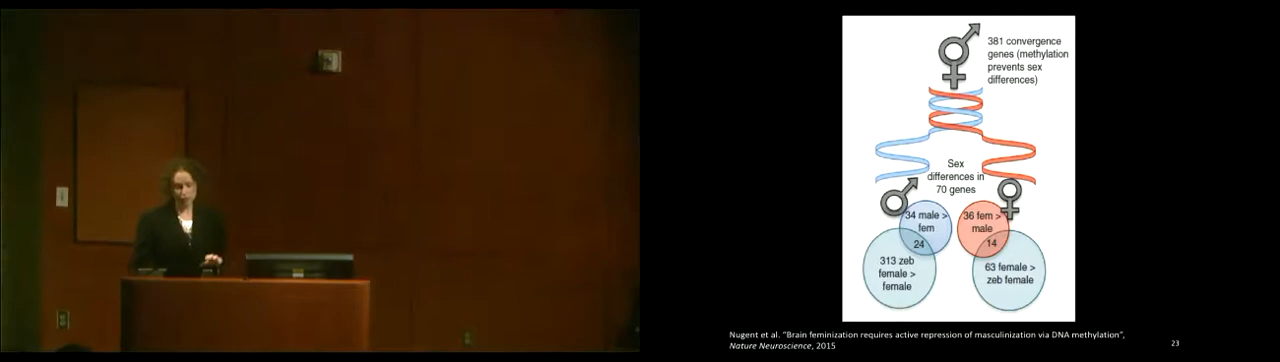 381 convergence
genes (methylation
prevents sex
differences)
Sex
differences in
70 genes
34 male >
fem
36 fem >
male
24
14
313 zeb
female >
female
63 female >
zeb female
Nugent et al. "Brain feminization requires active repression of masculinization via DNA methylation",
Nature Neuroscience, 2015
23